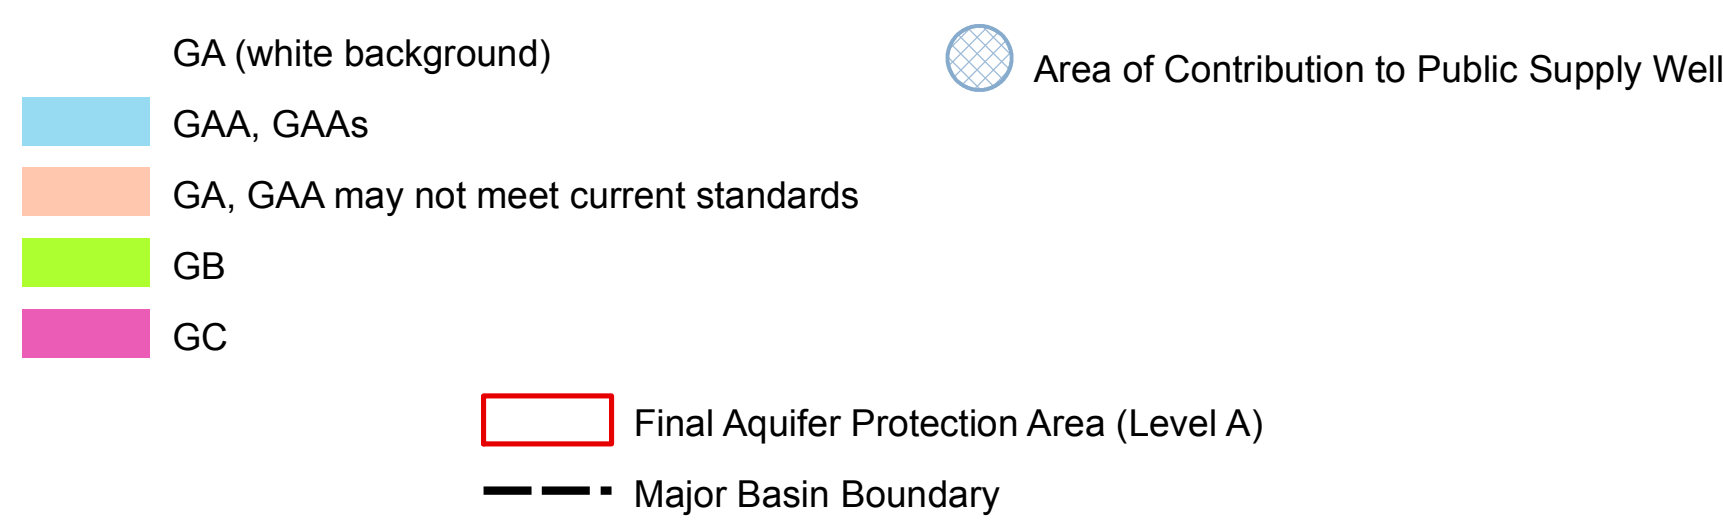 GA (white background)
Area of Contribution to Public Supply Well
GAA, GAAs
GA, GAA may not meet current standards
GB
GC
Final Aquifer Protection Area (Level A)
Major Basin Boundary